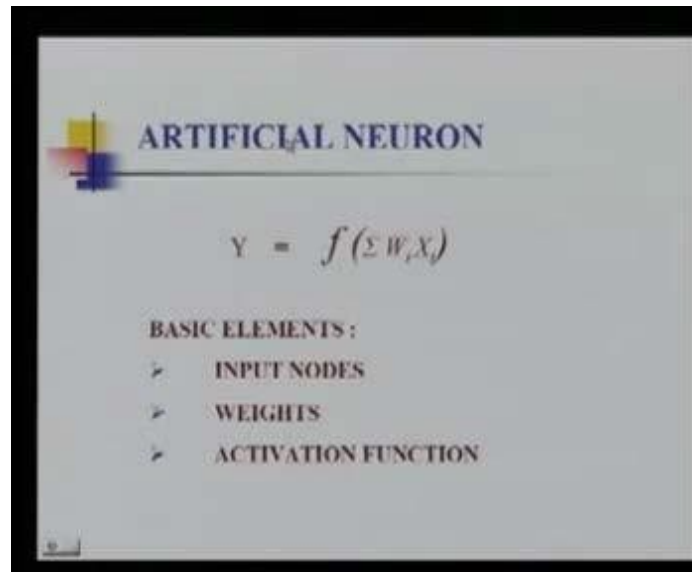 ARTIFICIAL NEURON
Y = f (Σ WᵢXᵢ)
BASIC ELEMENTS :
➢ INPUT NODES
➢ WEIGHTS
➢ ACTIVATION FUNCTION